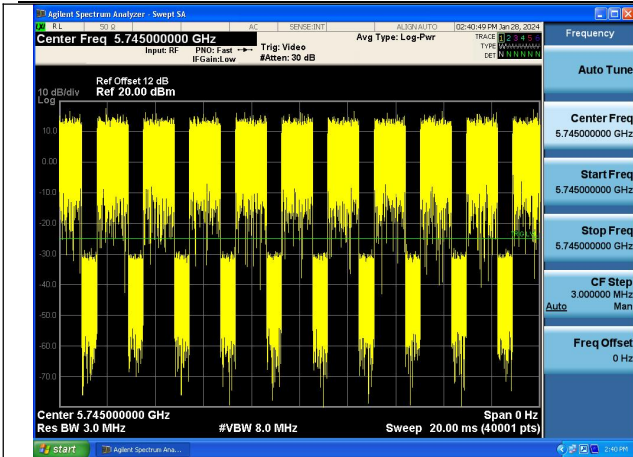 Agilent Spectrum Analyzer - Swept SA
RL 50 Ω AC SENSE:INT ALIGN AUTO 02:40:49 PM Jan 28, 2024
Center Freq 5.745000000 GHz
Avg Type: Log-Pwr
TRACE 1 2 3 4 5 6
Input: RF PNO: Fast Trig: Video
TYPE WWWWWW
IFGain:Low #Atten: 30 dB
DET N N N N N N
Frequency
Auto Tune
Ref Offset 12 dB
10 dB/div Ref 20.00 dBm
Log
10.0
0.00
-10.0
-20.0
-30.0
-40.0
-50.0
-60.0
-70.0
Center Freq
5.745000000 GHz
Start Freq
5.745000000 GHz
Stop Freq
5.745000000 GHz
CF Step
3.000000 MHz
Auto Man
Freq Offset
0 Hz
Center 5.745000000 GHz Span 0 Hz
Res BW 3.0 MHz #VBW 8.0 MHz Sweep 20.00 ms (40001 pts)
start Agilent Spectrum Ana... 2:40 PM